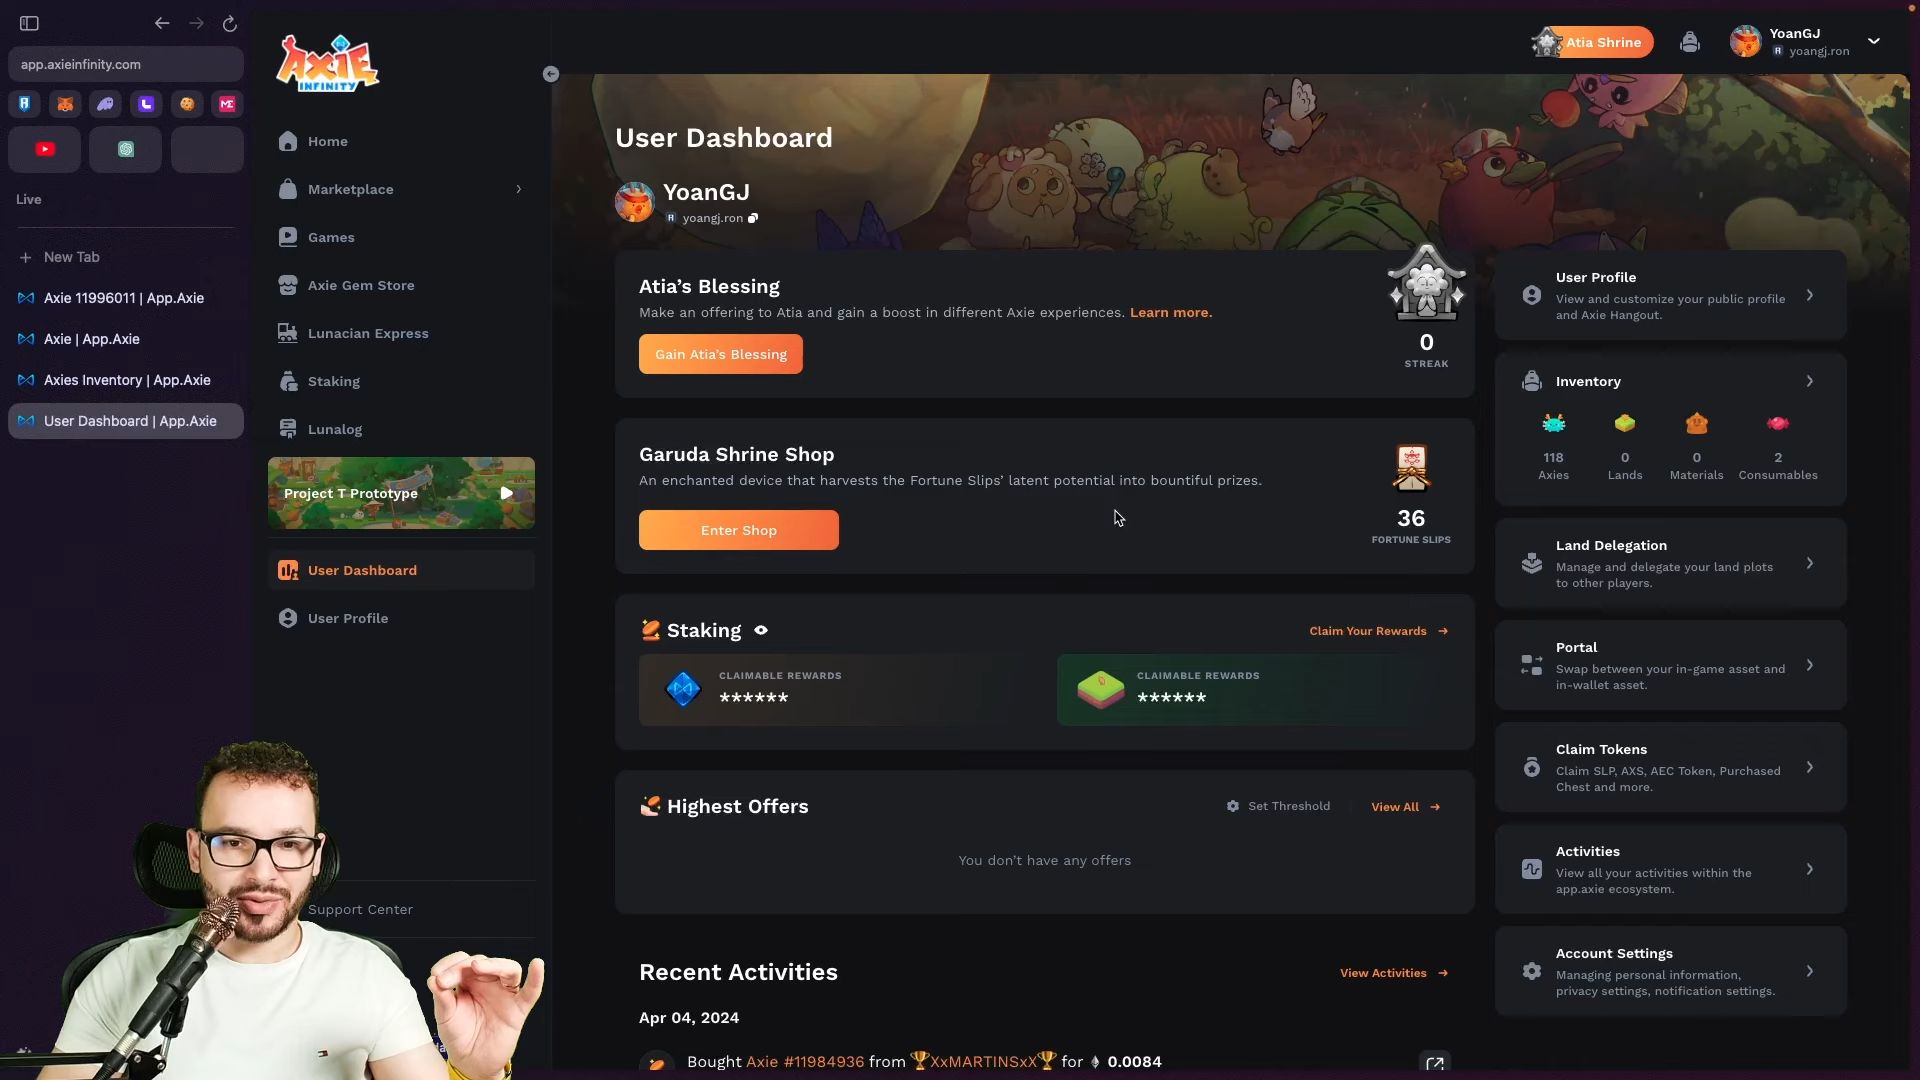 app.axieinfinity.com
Live
New Tab
Axie 11996011 | App.Axie
Axie | App.Axie
Axies Inventory | App.Axie
User Dashboard | App.Axie
AXIE
INFINITY
Home
Marketplace
Games
Axie Gem Store
Lunacian Express
Staking
Lunalog
Project T Prototype
User Dashboard
User Profile
Support Center
Atia Shrine
YoanGJ
yoangj.ron
User Dashboard
YoanGJ
yoangj.ron
Atia’s Blessing
Make an offering to Atia and gain a boost in different Axie experiences. Learn more.
Gain Atia’s Blessing
0
STREAK
Garuda Shrine Shop
An enchanted device that harvests the Fortune Slips’ latent potential into bountiful prizes.
Enter Shop
36
FORTUNE SLIPS
Staking
Claim Your Rewards
CLAIMABLE REWARDS
******
CLAIMABLE REWARDS
******
Highest Offers
Set Threshold
View All
You don’t have any offers
Recent Activities
View Activities
Apr 04, 2024
Bought Axie #11984936 from 🏆XxMARTINSxX🏆 for 0.0084
User Profile
View and customize your public profile
and Axie Hangout.
Inventory
118
Axies
0
Lands
0
Materials
2
Consumables
Land Delegation
Manage and delegate your land plots
to other players.
Portal
Swap between your in-game asset and
in-wallet asset.
Claim Tokens
Claim SLP, AXS, AEC Token, Purchased
Chest and more.
Activities
View all your activities within the
app.axie ecosystem.
Account Settings
Managing personal information,
privacy settings, notification settings.